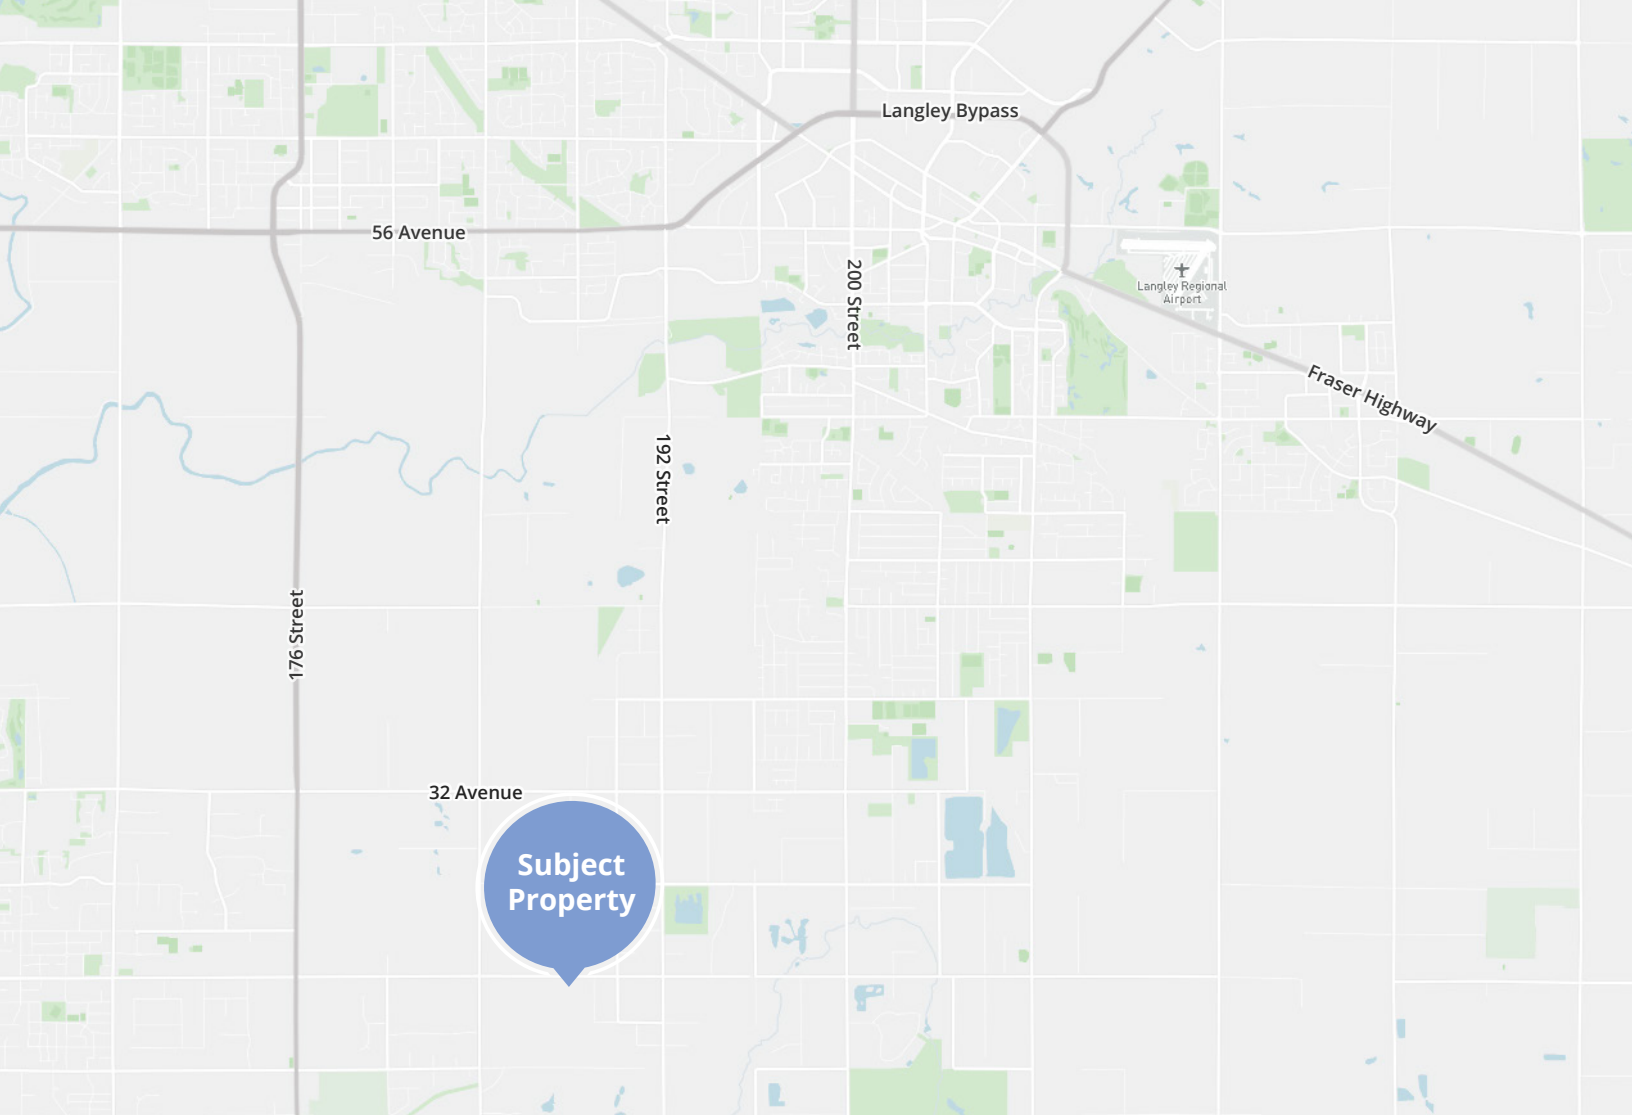 Langley Bypass
56 Avenue
200 Street
Langley Regional
Airport
Fraser Highway
192 Street
176 Street
32 Avenue
Subject
Property